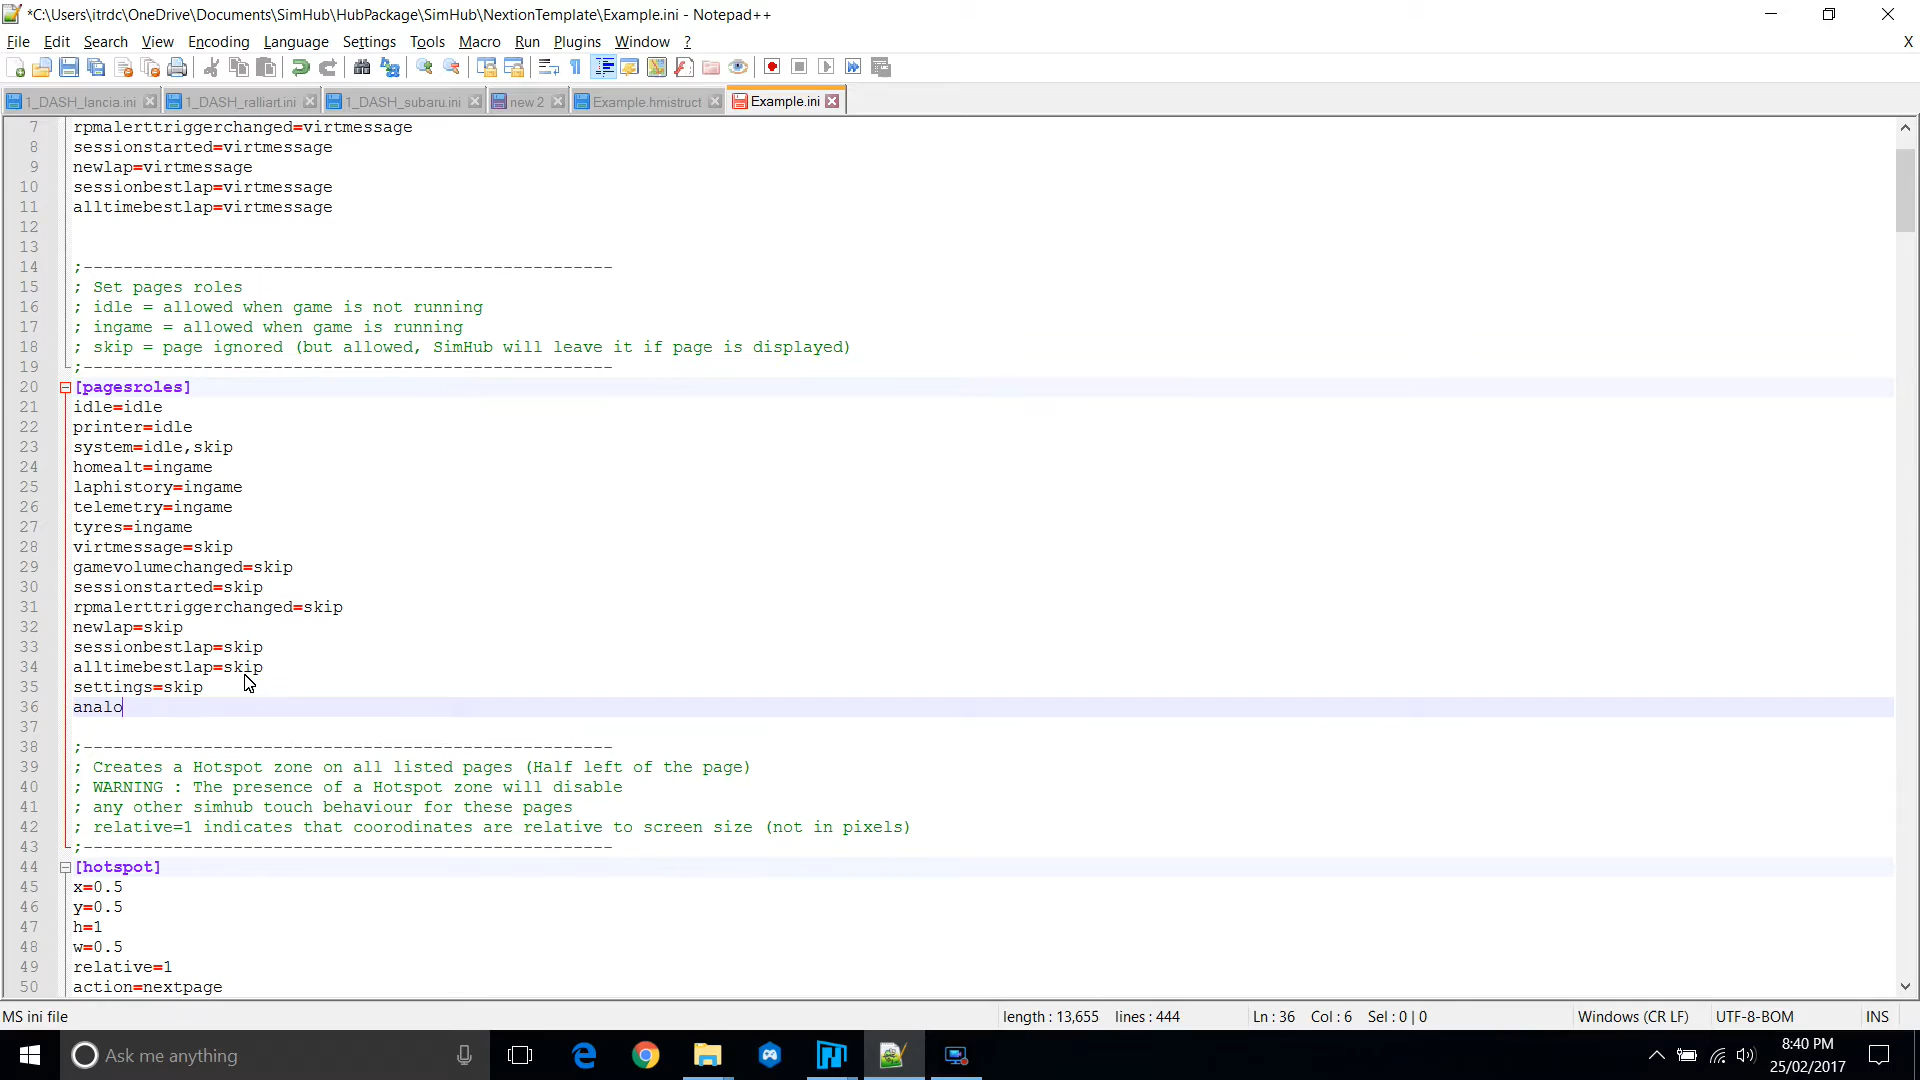 *C:\Users\itrdc\OneDrive\Documents\SimHub\HubPackage\SimHub\NextionTemplate\Example.ini - Notepad++
File Edit Search View Encoding Language Settings Tools Macro Run Plugins Window ? X
1_DASH_lancia.ini 1_DASH_ralliart.ini 1_DASH_subaru.ini new 2 Example.hmistruct Example.ini
7 rpmalerttriggerchanged=virtmessage
8 sessionstarted=virtmessage
9 newlap=virtmessage
10 sessionbestlap=virtmessage
11 alltimebestlap=virtmessage
12
13
14 ;-----------------------------------------------------
15 ; Set pages roles
16 ; idle = allowed when game is not running
17 ; ingame = allowed when game is running
18 ; skip = page ignored (but allowed, SimHub will leave it if page is displayed)
19 ;-----------------------------------------------------
20 [pagesroles]
21 idle=idle
22 printer=idle
23 system=idle,skip
24 homealt=ingame
25 laphistory=ingame
26 telemetry=ingame
27 tyres=ingame
28 virtmessage=skip
29 gamevolumechanged=skip
30 sessionstarted=skip
31 rpmalerttriggerchanged=skip
32 newlap=skip
33 sessionbestlap=skip
34 alltimebestlap=skip
35 settings=skip
36 analo
37
38 ;-----------------------------------------------------
39 ; Creates a Hotspot zone on all listed pages (Half left of the page)
40 ; WARNING : The presence of a Hotspot zone will disable
41 ; any other simhub touch behaviour for these pages
42 ; relative=1 indicates that coorodinates are relative to screen size (not in pixels)
43 ;-----------------------------------------------------
44 [hotspot]
45 x=0.5
46 y=0.5
47 h=1
48 w=0.5
49 relative=1
50 action=nextpage
MS ini file length : 13,655 lines : 444 Ln : 36 Col : 6 Sel : 0 | 0 Windows (CR LF) UTF-8-BOM INS
Ask me anything
8:40 PM
25/02/2017